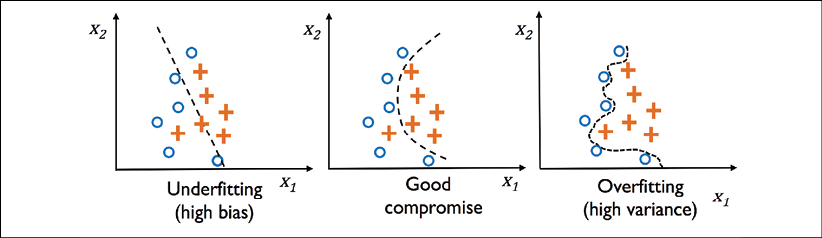 x2
x1
Underfitting
(high bias)
x2
x1
Good
compromise
x2
x1
Overfitting
(high variance)